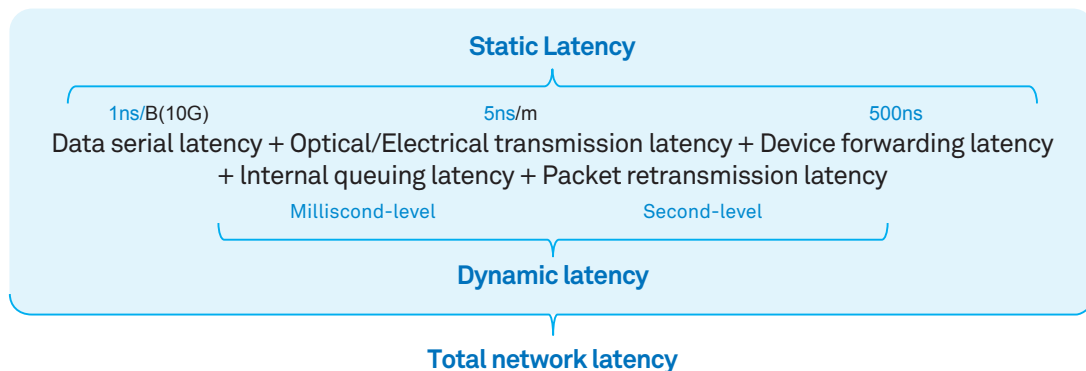 Static Latency
1ns/B(10G) 5ns/m 500ns
Data serial latency + Optical/Electrical transmission latency + Device forwarding latency
+ Internal queuing latency + Packet retransmission latency
Milliscond-level Second-level
Dynamic latency
Total network latency